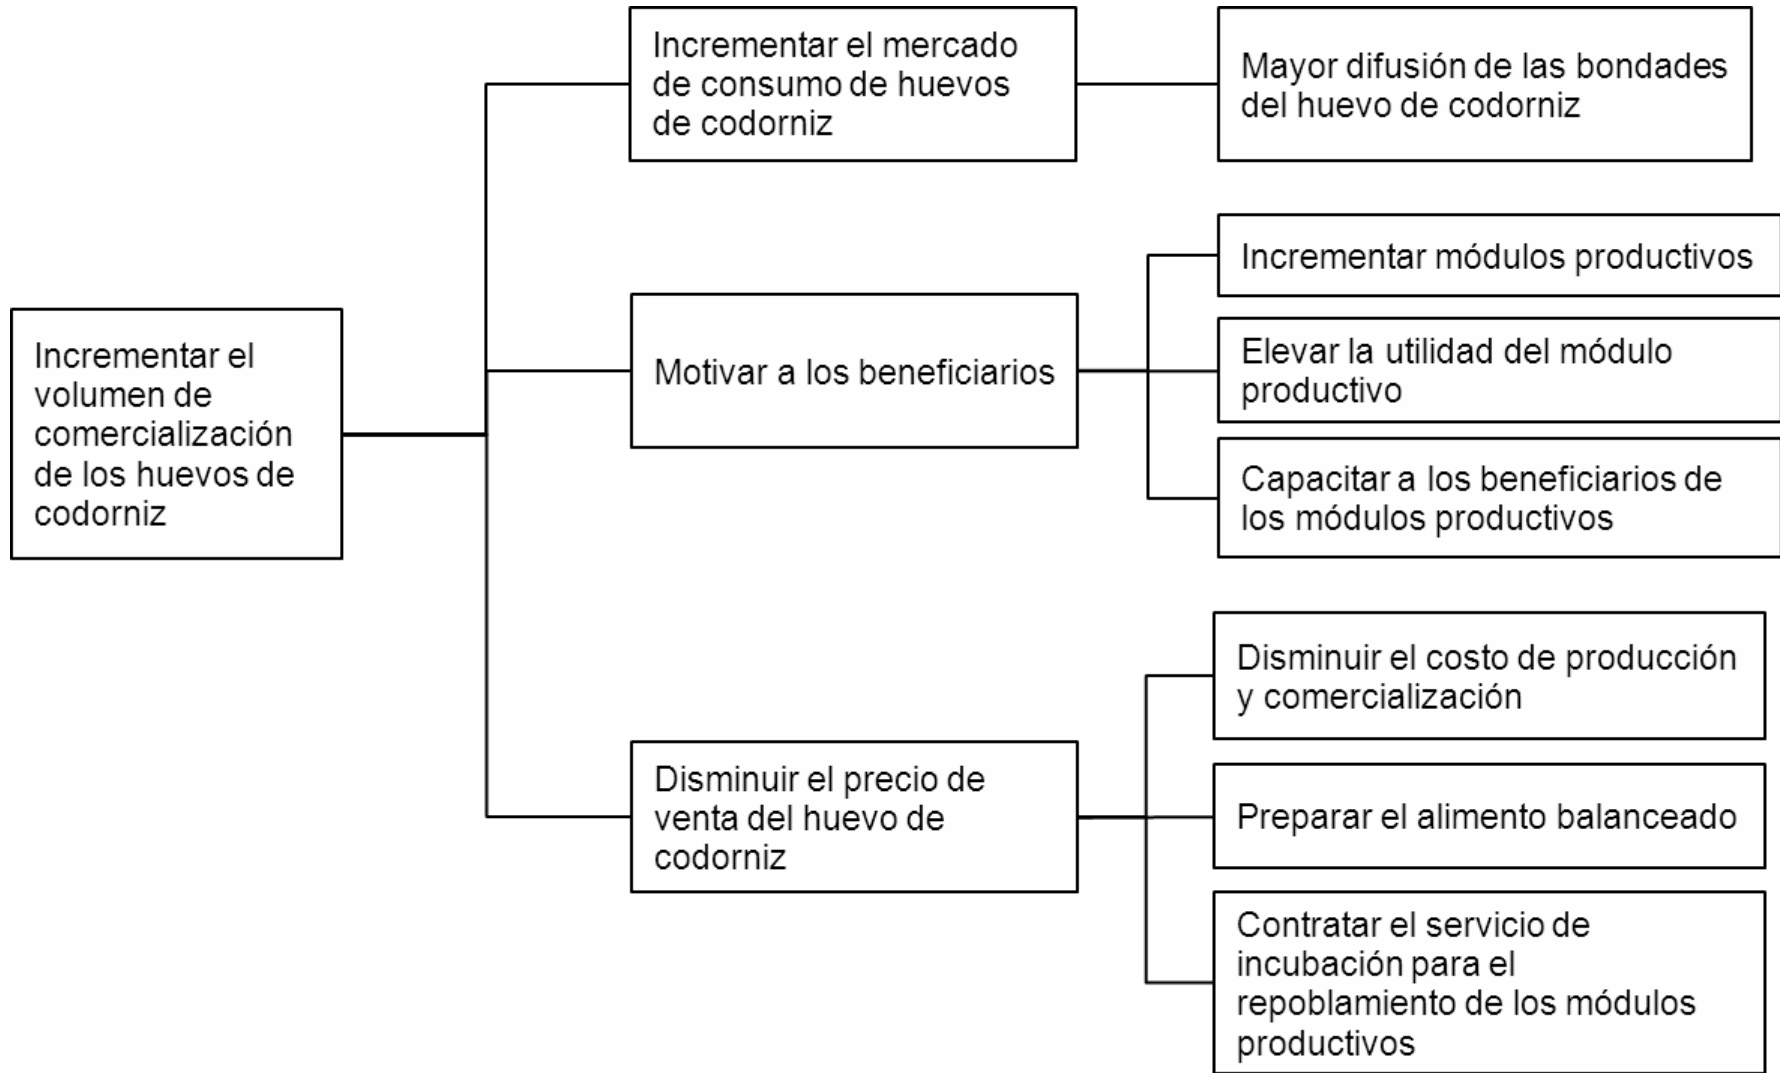 Incrementar el
volumen de
comercialización
de los huevos de
codorniz
Incrementar el mercado
de consumo de huevos
de codorniz
Mayor difusión de las bondades
del huevo de codorniz
Motivar a los beneficiarios
Incrementar módulos productivos
Elevar la utilidad del módulo
productivo
Capacitar a los beneficiarios de
los módulos productivos
Disminuir el precio de
venta del huevo de
codorniz
Disminuir el costo de producción
y comercialización
Preparar el alimento balanceado
Contratar el servicio de
incubación para el
repoblamiento de los módulos
productivos